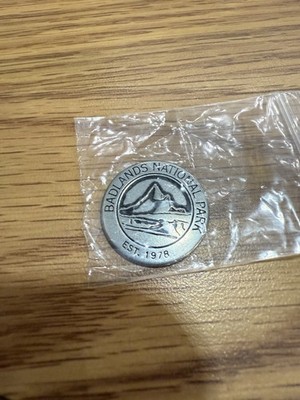 BADLANDS NATIONAL PARK
EST. 1978